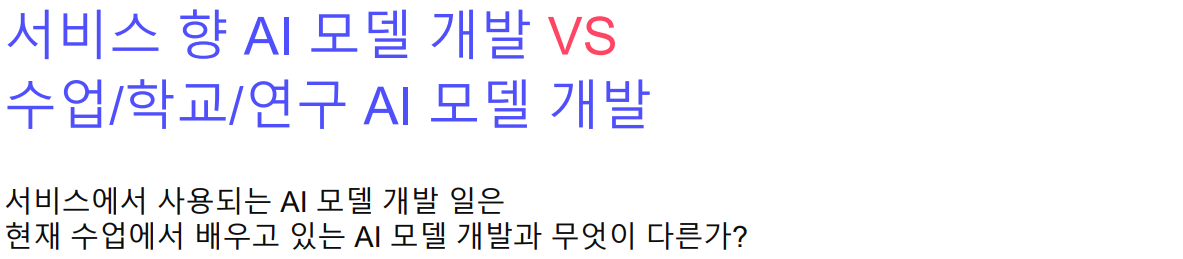 서비스 향 AI 모델 개발 VS
수업/학교/연구 AI 모델 개발
서비스에서 사용되는 AI 모델 개발 일은
현재 수업에서 배우고 있는 AI 모델 개발과 무엇이 다른가?